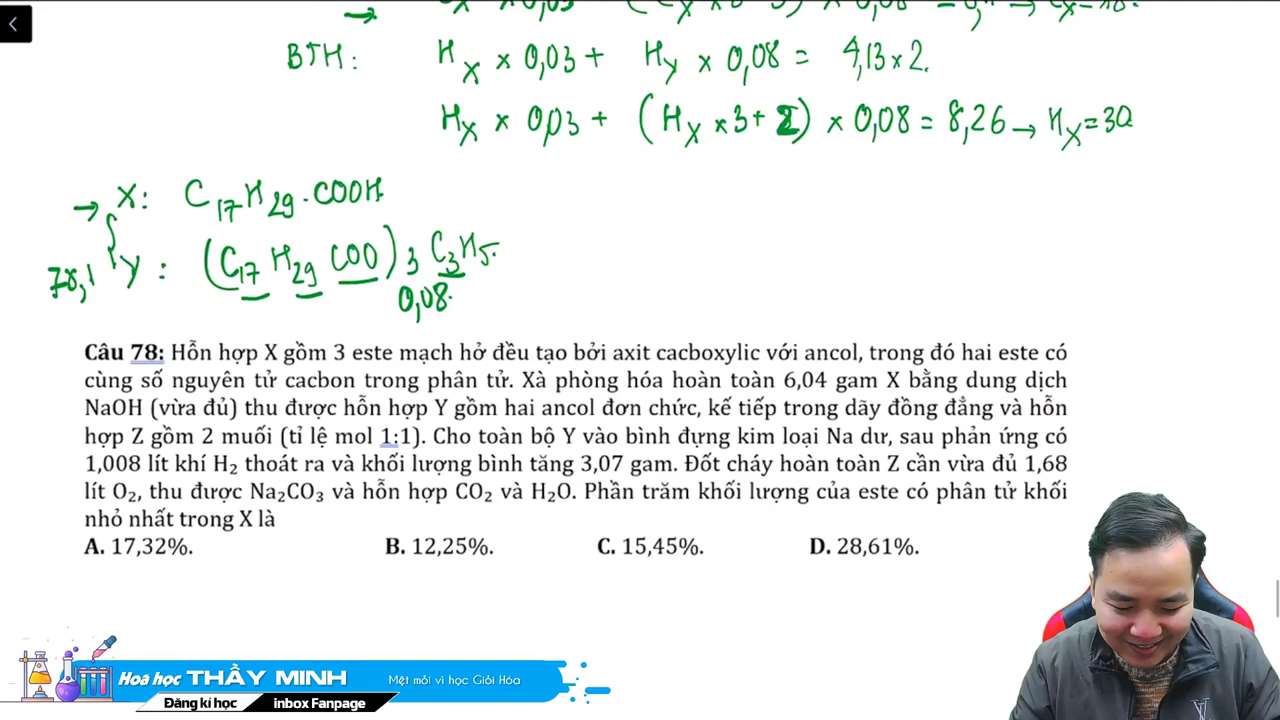 BTH: H_X × 0,03 + H_Y × 0,08 = 4,13 × 2.
H_X × 0,03 + (H_X × 3 + 2) × 0,08 = 8,26 → H_X = 30
→ X: C17H29-COOH
78,1 Y: (C17H29COO)3C3H5.
0,08.
Câu 78: Hỗn hợp X gồm 3 este mạch hở đều tạo bởi axit cacboxylic với ancol, trong đó hai este có
cùng số nguyên tử cacbon trong phân tử. Xà phòng hóa hoàn toàn 6,04 gam X bằng dung dịch
NaOH (vừa đủ) thu được hỗn hợp Y gồm hai ancol đơn chức, kế tiếp trong dãy đồng đẳng và hỗn
hợp Z gồm 2 muối (tỉ lệ mol 1:1). Cho toàn bộ Y vào bình đựng kim loại Na dư, sau phản ứng có
1,008 lít khí H₂ thoát ra và khối lượng bình tăng 3,07 gam. Đốt cháy hoàn toàn Z cần vừa đủ 1,68
lít O₂, thu được Na₂CO₃ và hỗn hợp CO₂ và H₂O. Phần trăm khối lượng của este có phân tử khối
nhỏ nhất trong X là
A. 17,32%. B. 12,25%. C. 15,45%. D. 28,61%.
Hoá học THẦY MINH Mệt mỏi vì học Giỏi Hóa
Đăng kí học inbox Fanpage